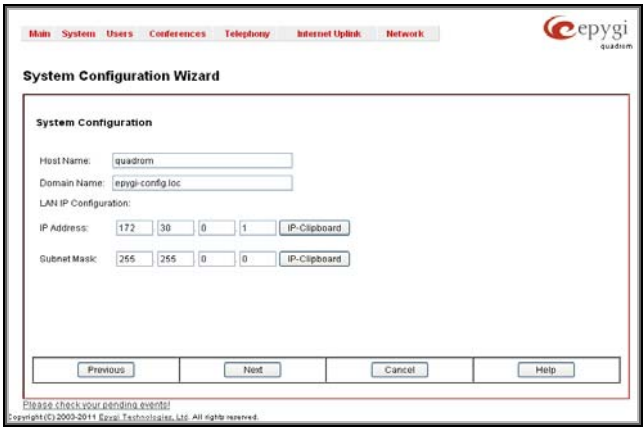 Main System Users Conferences Telephony Internet Uplink Network
epygi
quadrom
System Configuration Wizard
System Configuration
Host Name: quadrom
Domain Name: epygi-config.loc
LAN IP Configuration:
IP Address: 172 . 30 . 0 . 1 IP-Clipboard
Subnet Mask: 255 . 255 . 0 . 0 IP-Clipboard
Previous Next Cancel Help
Please check your pending events!
Copyright (C) 2003-2011 Epygi Technologies, Ltd. All rights reserved.